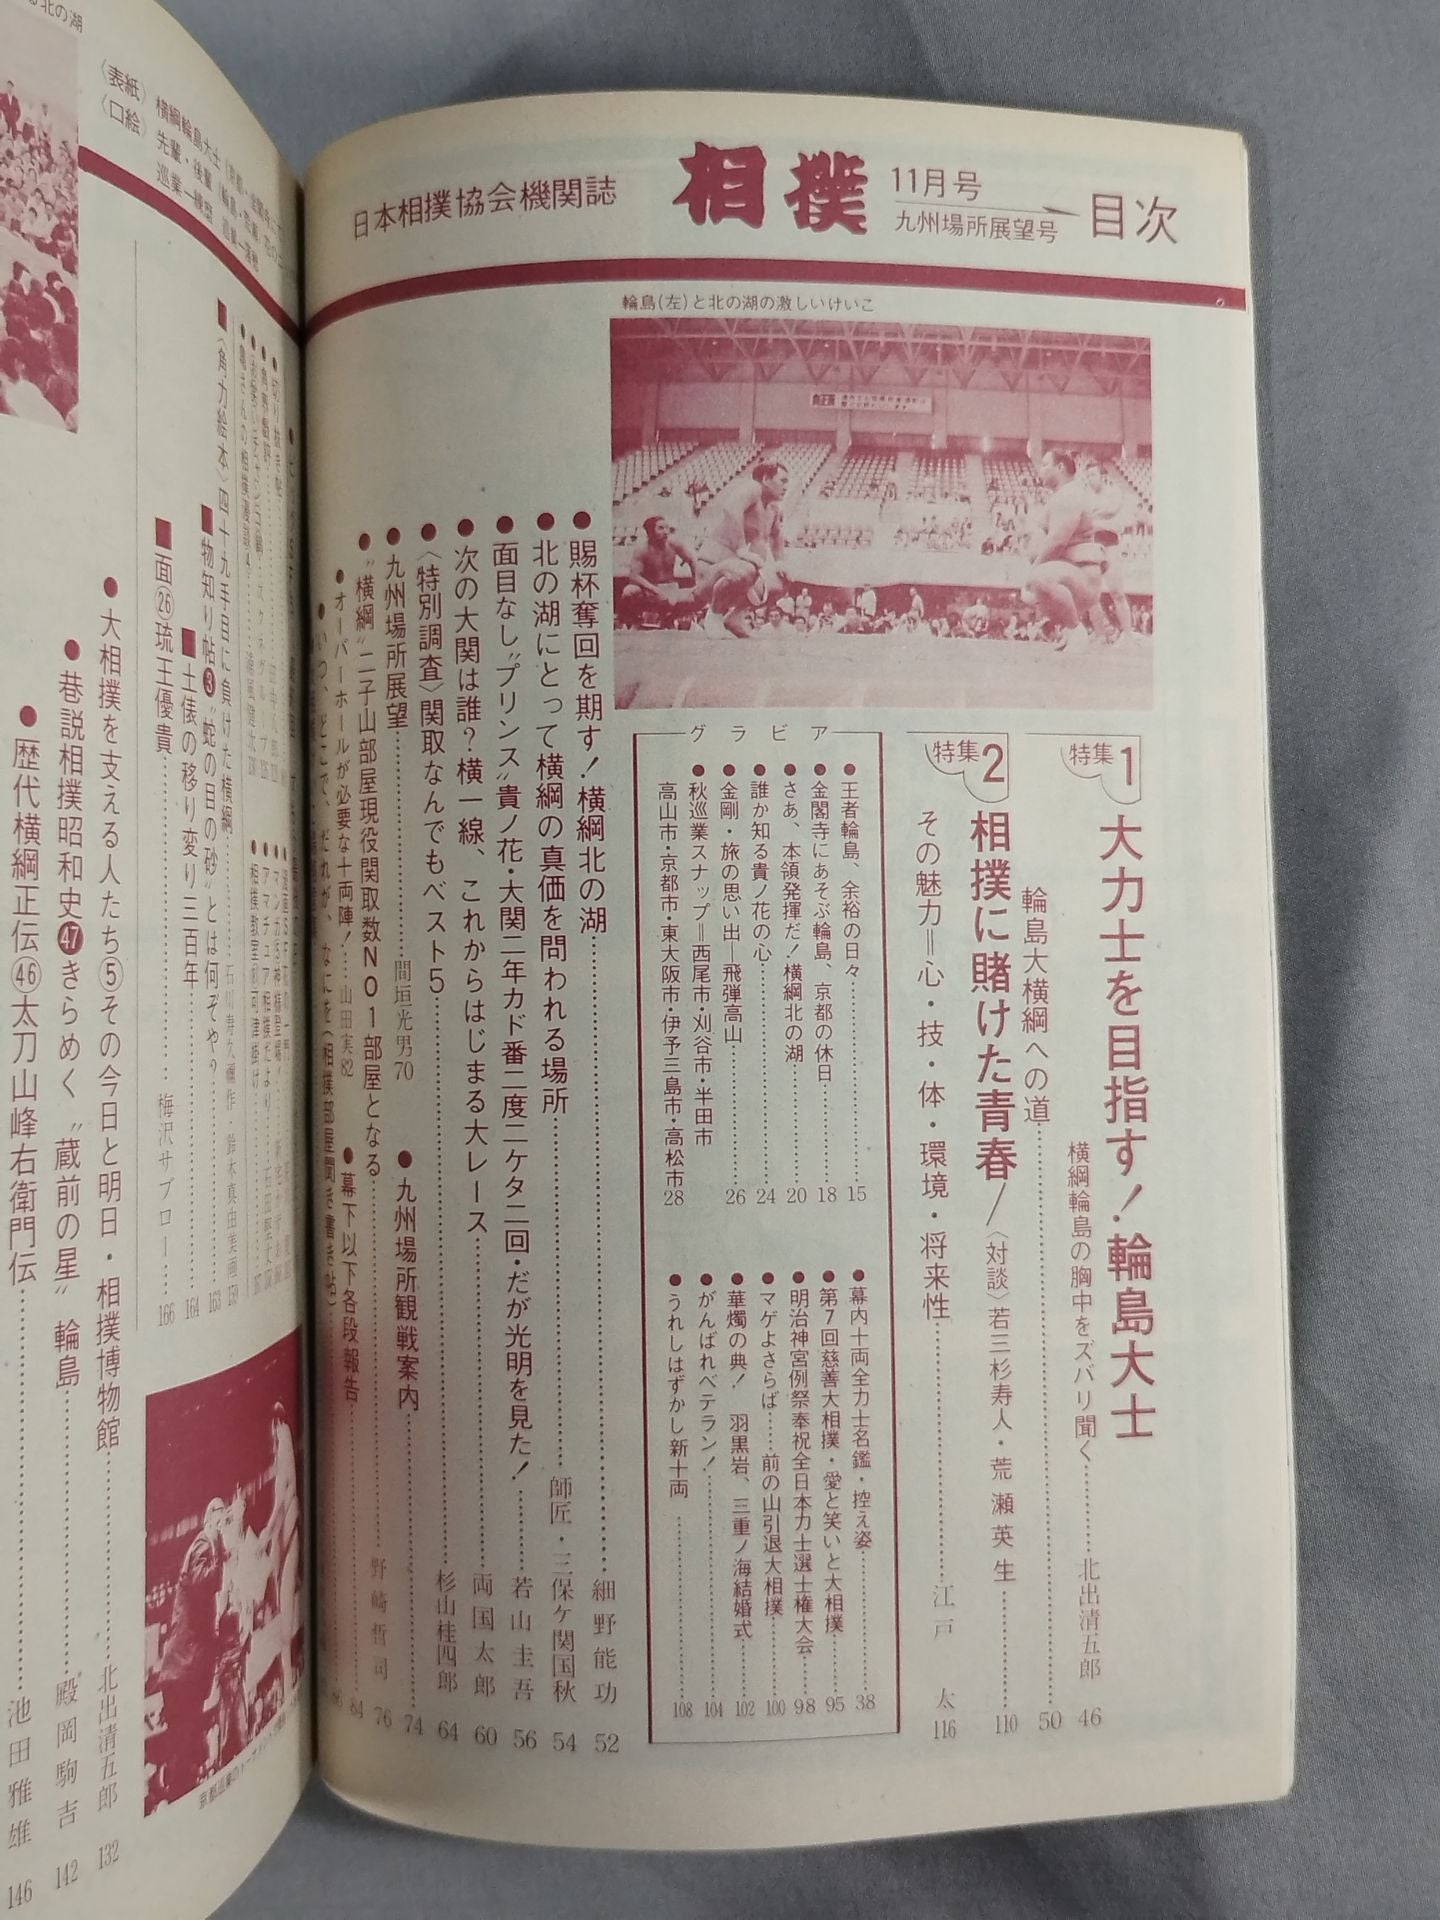 日本相撲協会機関誌
相撲
11月号
九州場所展望号
目次
輪島(左)と北の湖の激しいけいこ
特集1
大力士を目指す!輪島大士
横綱輪島の胸中をズバリ聞く……北出清五郎 46
輪島大横綱への道……50
特集2
相撲に賭けた青春/〈対談〉若三杉寿人・荒瀬英生……110
その魅力=心・技・体・環境・将来性……江戸 太 116
グラビア
●王者輪島、余裕の日々……15
●金閣寺にあそぶ輪島、京都の休日……18
●さあ、本領発揮だ!横綱北の湖……20
●誰か知る貴ノ花の心……24
●金剛・旅の思い出―飛弾高山……26
●秋巡業スナップ=西尾市・刈谷市・半田市
高山市・京都市・東大阪市・伊予三島市・高松市 28
●幕内十両全力士名鑑・控え姿……38
●第7回慈善大相撲・愛と笑いと大相撲……95
●明治神宮例祭奉祝全日本力士選士権大会……98
●マゲよさらば……前の山引退大相撲……100
●華燭の典! 羽黒岩、三重ノ海結婚式……102
●がんばれベテラン!……104
●うれしはずかし新十両……108
●賜杯奪回を期す!横綱北の湖……細野能功 52
●北の湖にとって横綱の真価を問われる場所……師匠・三保ケ関国秋 54
●面目なし"プリンス"貴ノ花・大関二年カド番二度二ケタ二回・だが光明を見た!……若山圭吾 56
●次の大関は誰?横一線、これからはじまる大レース……両国太郎 60
●〈特別調査〉関取なんでもベスト5……杉山桂四郎 64
●九州場所展望……間垣光男 70
●九州場所観戦案内……74
●"横綱"二子山部屋現役関取数NO1部屋となる……野崎哲司 76
●オーバーホールが必要な十両陣!……山田実 82
●幕下以下各段報告……84
●いつ、どこで、だれが、なにを〈相撲部屋聞き書き帖〉……86
る北の湖
〈表紙〉横綱輪島大士
〈口絵〉先輩・後輩
■〈角力絵本〉四十九手目に負けた横綱……
■物知り帖❸"蛇の目の砂"とは何ぞや?……163
■土俵の移り変り三百年……164
■面㉖琉王優貴……梅沢サブロー……166
●大相撲を支える人たち⑤その今日と明日・相撲博物館……北出清五郎 132
●巷説相撲昭和史㊼きらめく"蔵前の星"輪島……殿岡駒吉 142
●歴代横綱正伝㊻太刀山峰右衛門伝……池田雅雄 146